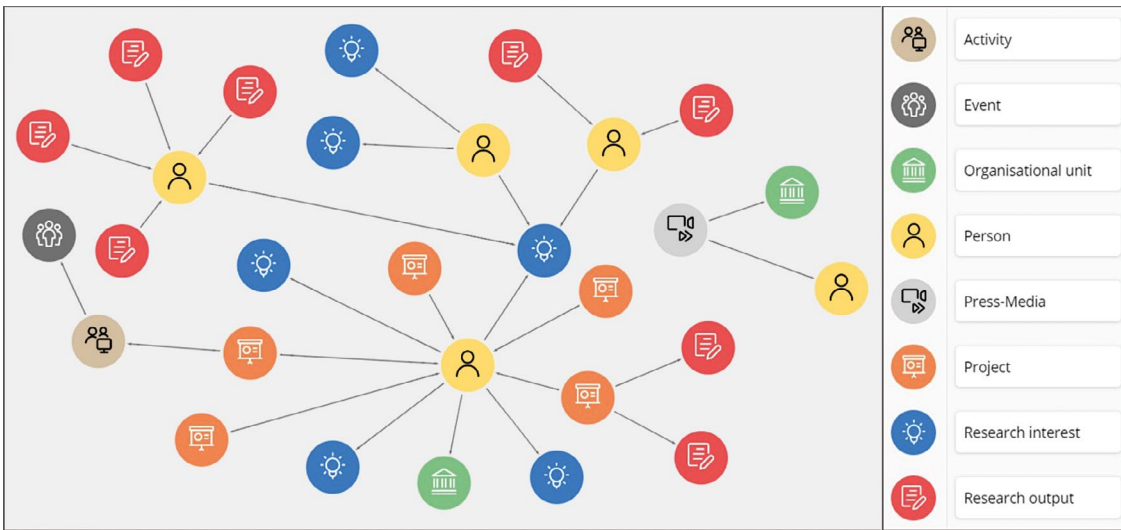 Activity
Event
Organisational unit
Person
Press-Media
Project
Research interest
Research output